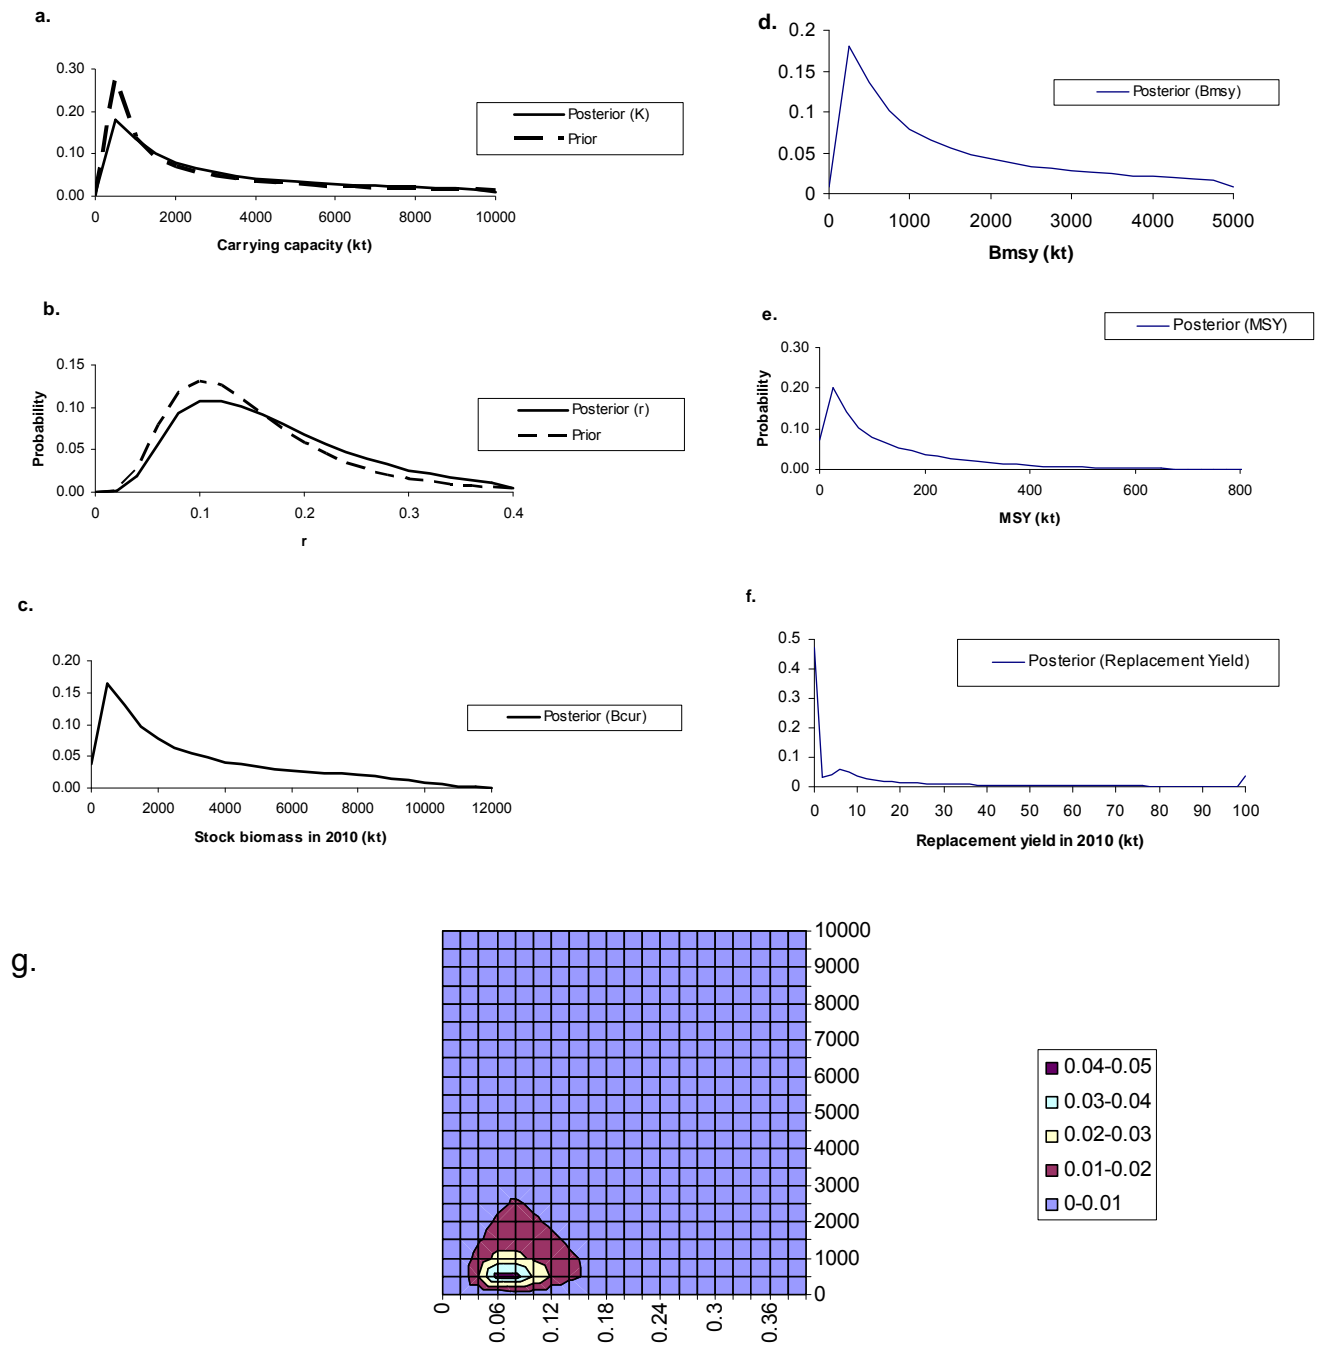 a.
0.30
0.20
0.10
0.00
0 2000 4000 6000 8000 10000
Carrying capacity (kt)
Posterior (K)
Prior
b.
0.15
0.10
0.05
0.00
Probability
0 0.1 0.2 0.3 0.4
r
Posterior (r)
Prior
c.
0.20
0.15
0.10
0.05
0.00
0 2000 4000 6000 8000 10000 12000
Stock biomass in 2010 (kt)
Posterior (Bcur)
d.
0.2
0.15
0.1
0.05
0
0 1000 2000 3000 4000 5000
Bmsy (kt)
Posterior (Bmsy)
e.
Posterior (MSY)
0.30
0.20
0.10
0.00
Probability
0 200 400 600 800
MSY (kt)
f.
0.5
0.4
0.3
0.2
0.1
0
0 10 20 30 40 50 60 70 80 90 100
Replacement yield in 2010 (kt)
Posterior (Replacement Yield)
g.
10000
9000
8000
7000
6000
5000
4000
3000
2000
1000
0
0 0.06 0.12 0.18 0.24 0.3 0.36
0.04-0.05
0.03-0.04
0.02-0.03
0.01-0.02
0-0.01